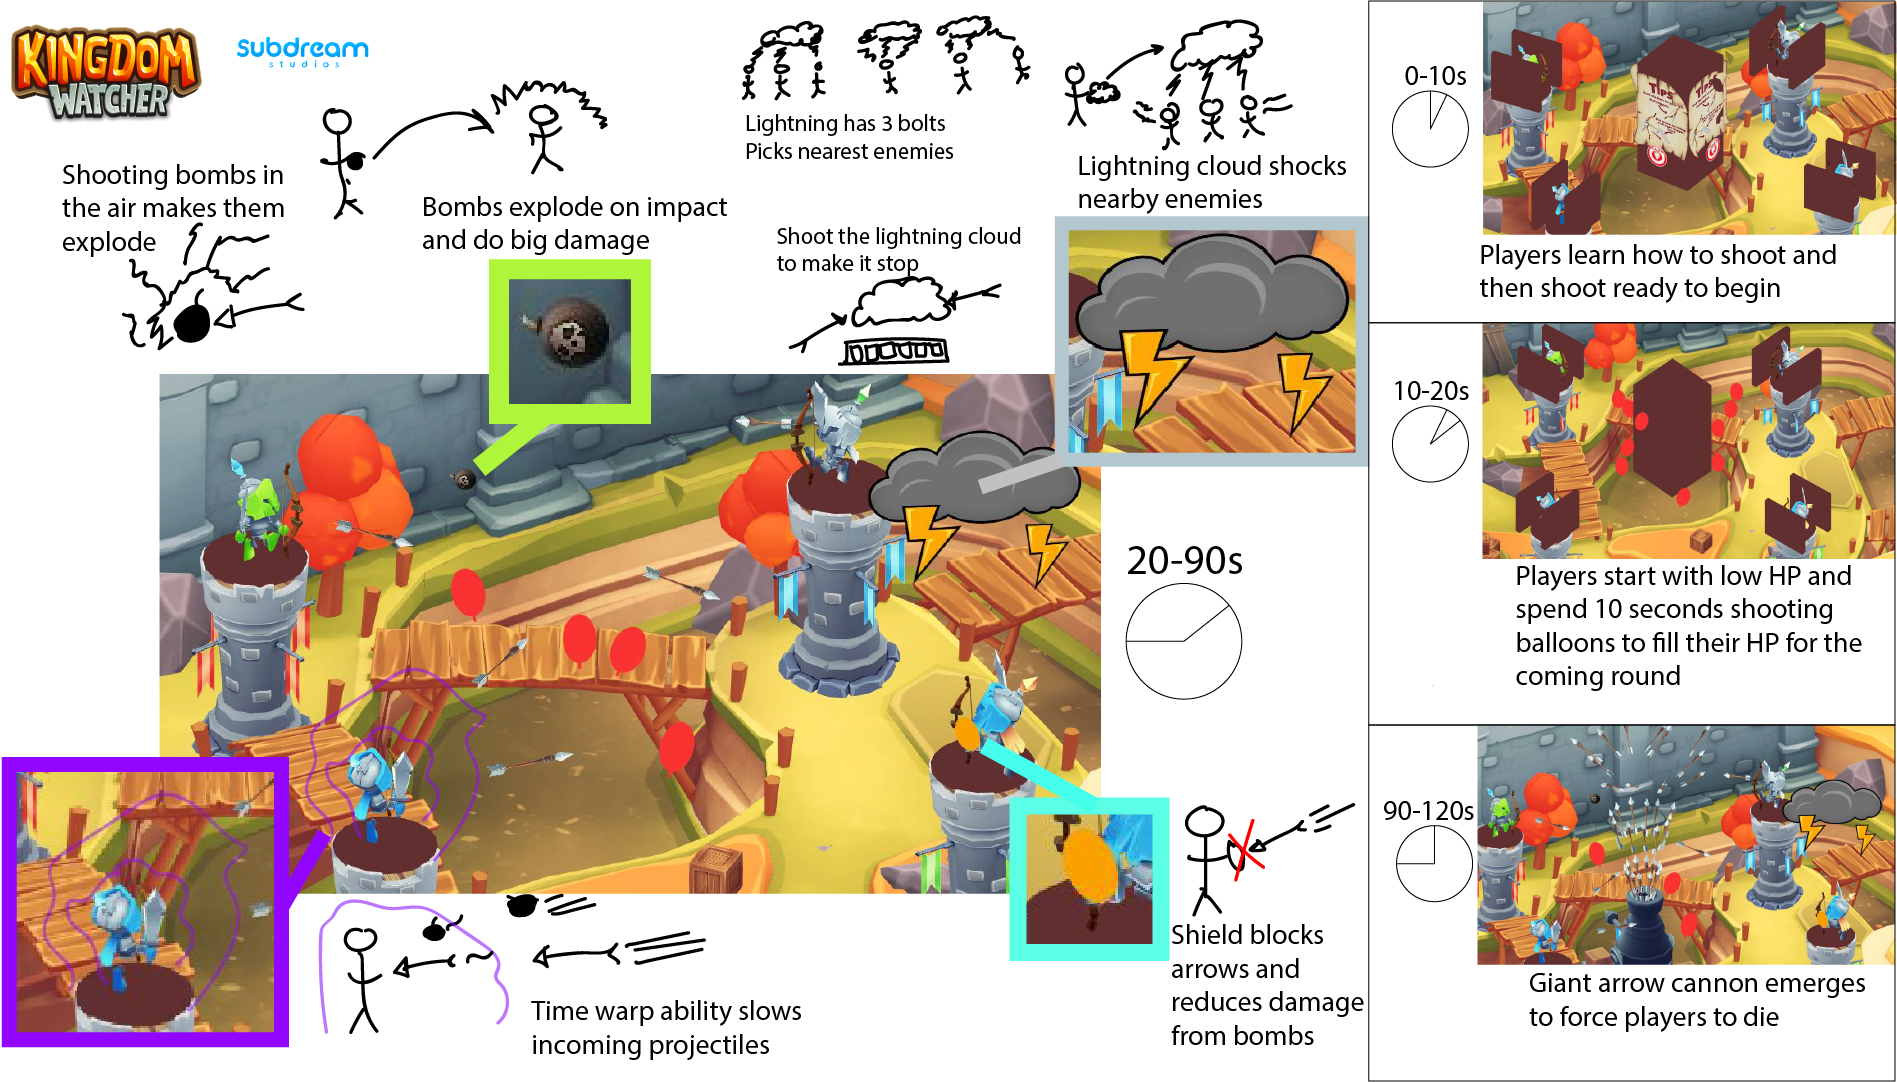 KINGDOM
WATCHER
subdream
studios
Shooting bombs in
the air makes them
explode
Bombs explode on impact
and do big damage
Lightning has 3 bolts
Picks nearest enemies
Lightning cloud shocks
nearby enemies
Shoot the lightning cloud
to make it stop
20-90s
Time warp ability slows
incoming projectiles
Shield blocks
arrows and
reduces damage
from bombs
0-10s
TIPS
TIPS
Players learn how to shoot and
then shoot ready to begin
10-20s
Players start with low HP and
spend 10 seconds shooting
balloons to fill their HP for the
coming round
90-120s
Giant arrow cannon emerges
to force players to die